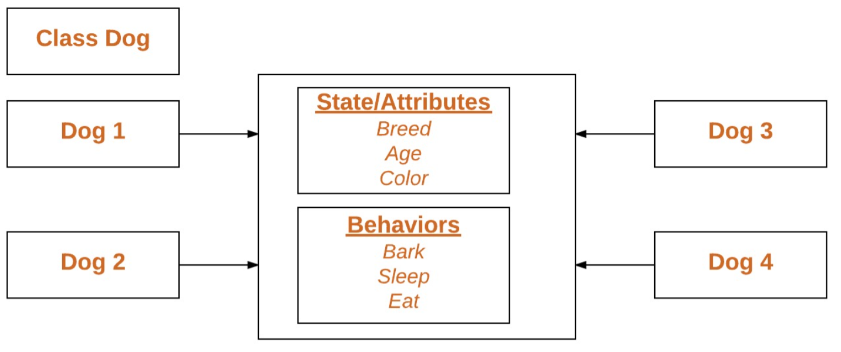 Class Dog
Dog 1
Dog 2
State/Attributes
Breed
Age
Color
Behaviors
Bark
Sleep
Eat
Dog 3
Dog 4